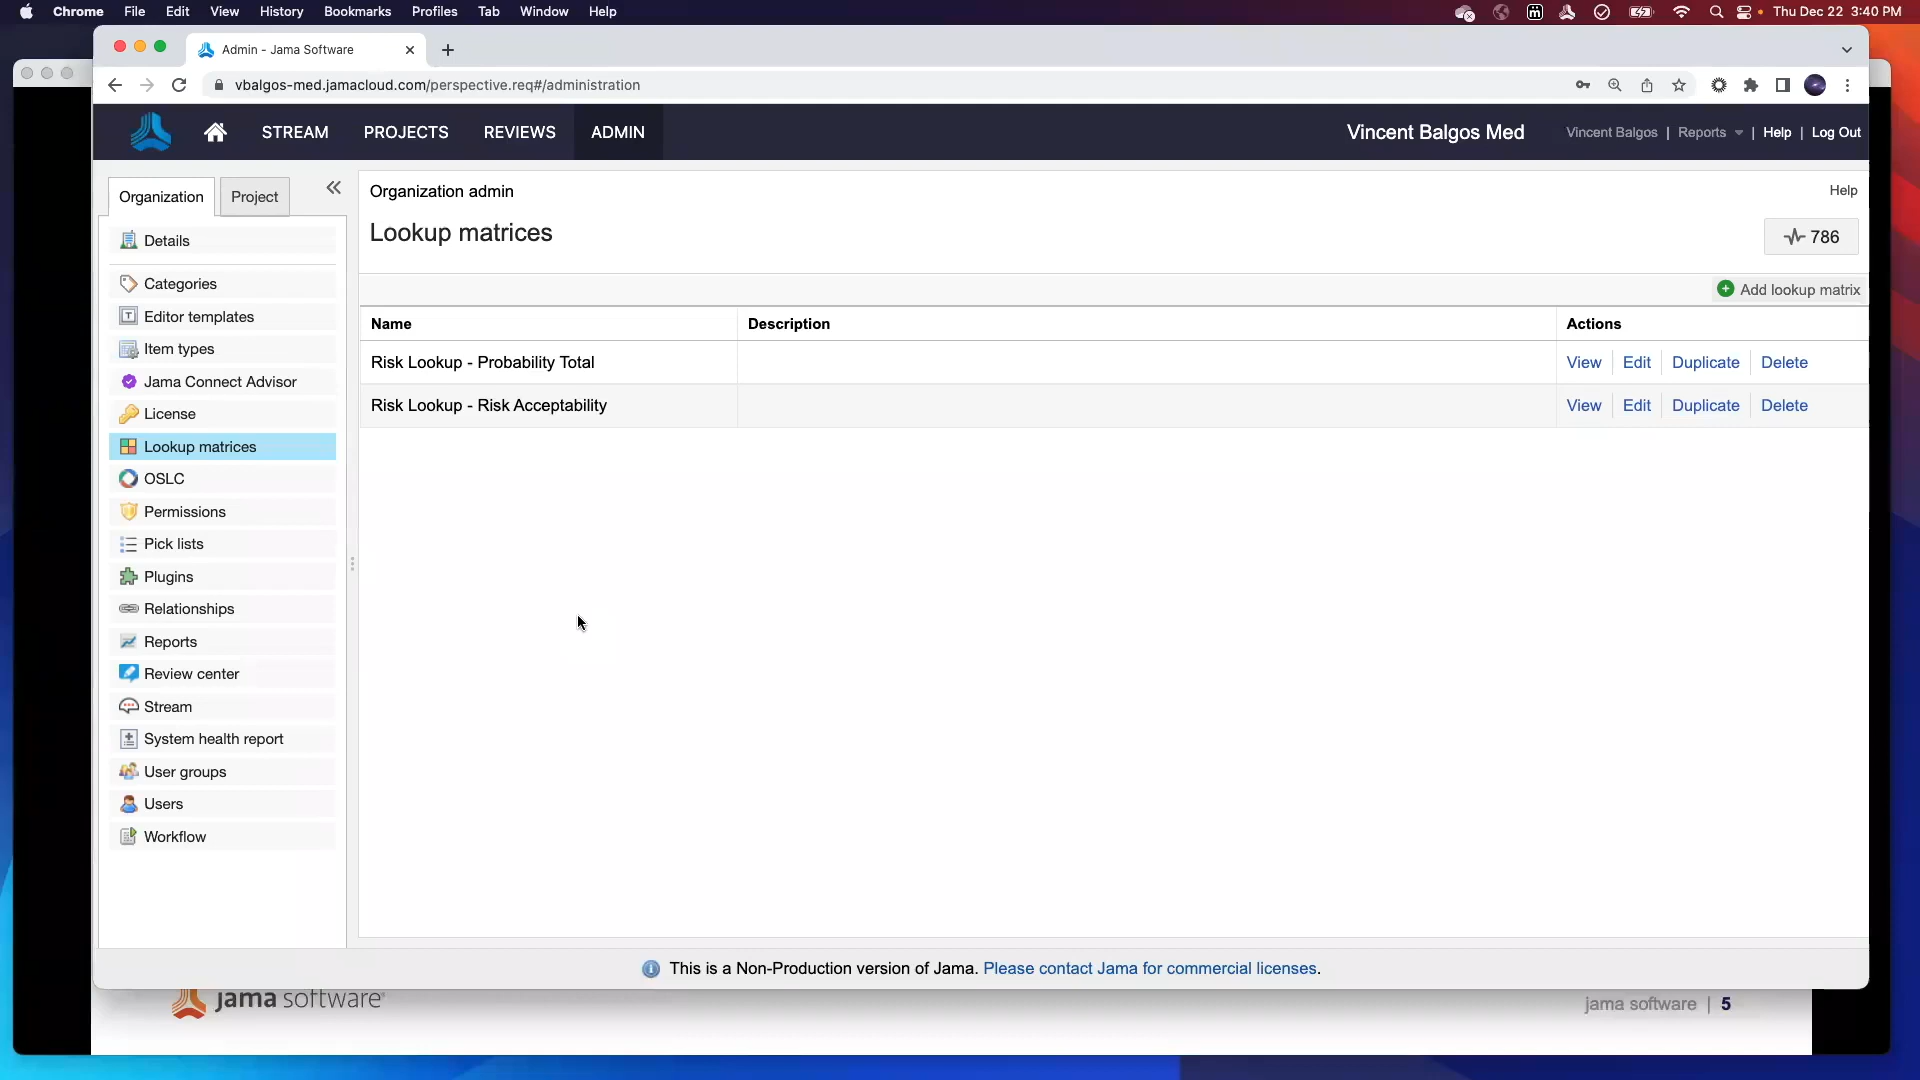 Chrome File Edit View History Bookmarks Profiles Tab Window Help Thu Dec 22 3:40 PM
Admin - Jama Software
vbalgos-med.jamacloud.com/perspective.req#/administration
STREAM PROJECTS REVIEWS ADMIN Vincent Balgos Med Vincent Balgos | Reports | Help | Log Out
Organization Project
Details
Categories
Editor templates
Item types
Jama Connect Advisor
License
Lookup matrices
OSLC
Permissions
Pick lists
Plugins
Relationships
Reports
Review center
Stream
System health report
User groups
Users
Workflow
Organization admin Help
Lookup matrices
786
Add lookup matrix
Name Description Actions
Risk Lookup - Probability Total View Edit Duplicate Delete
Risk Lookup - Risk Acceptability View Edit Duplicate Delete
This is a Non-Production version of Jama. Please contact Jama for commercial licenses.
jama software
jama software | 5